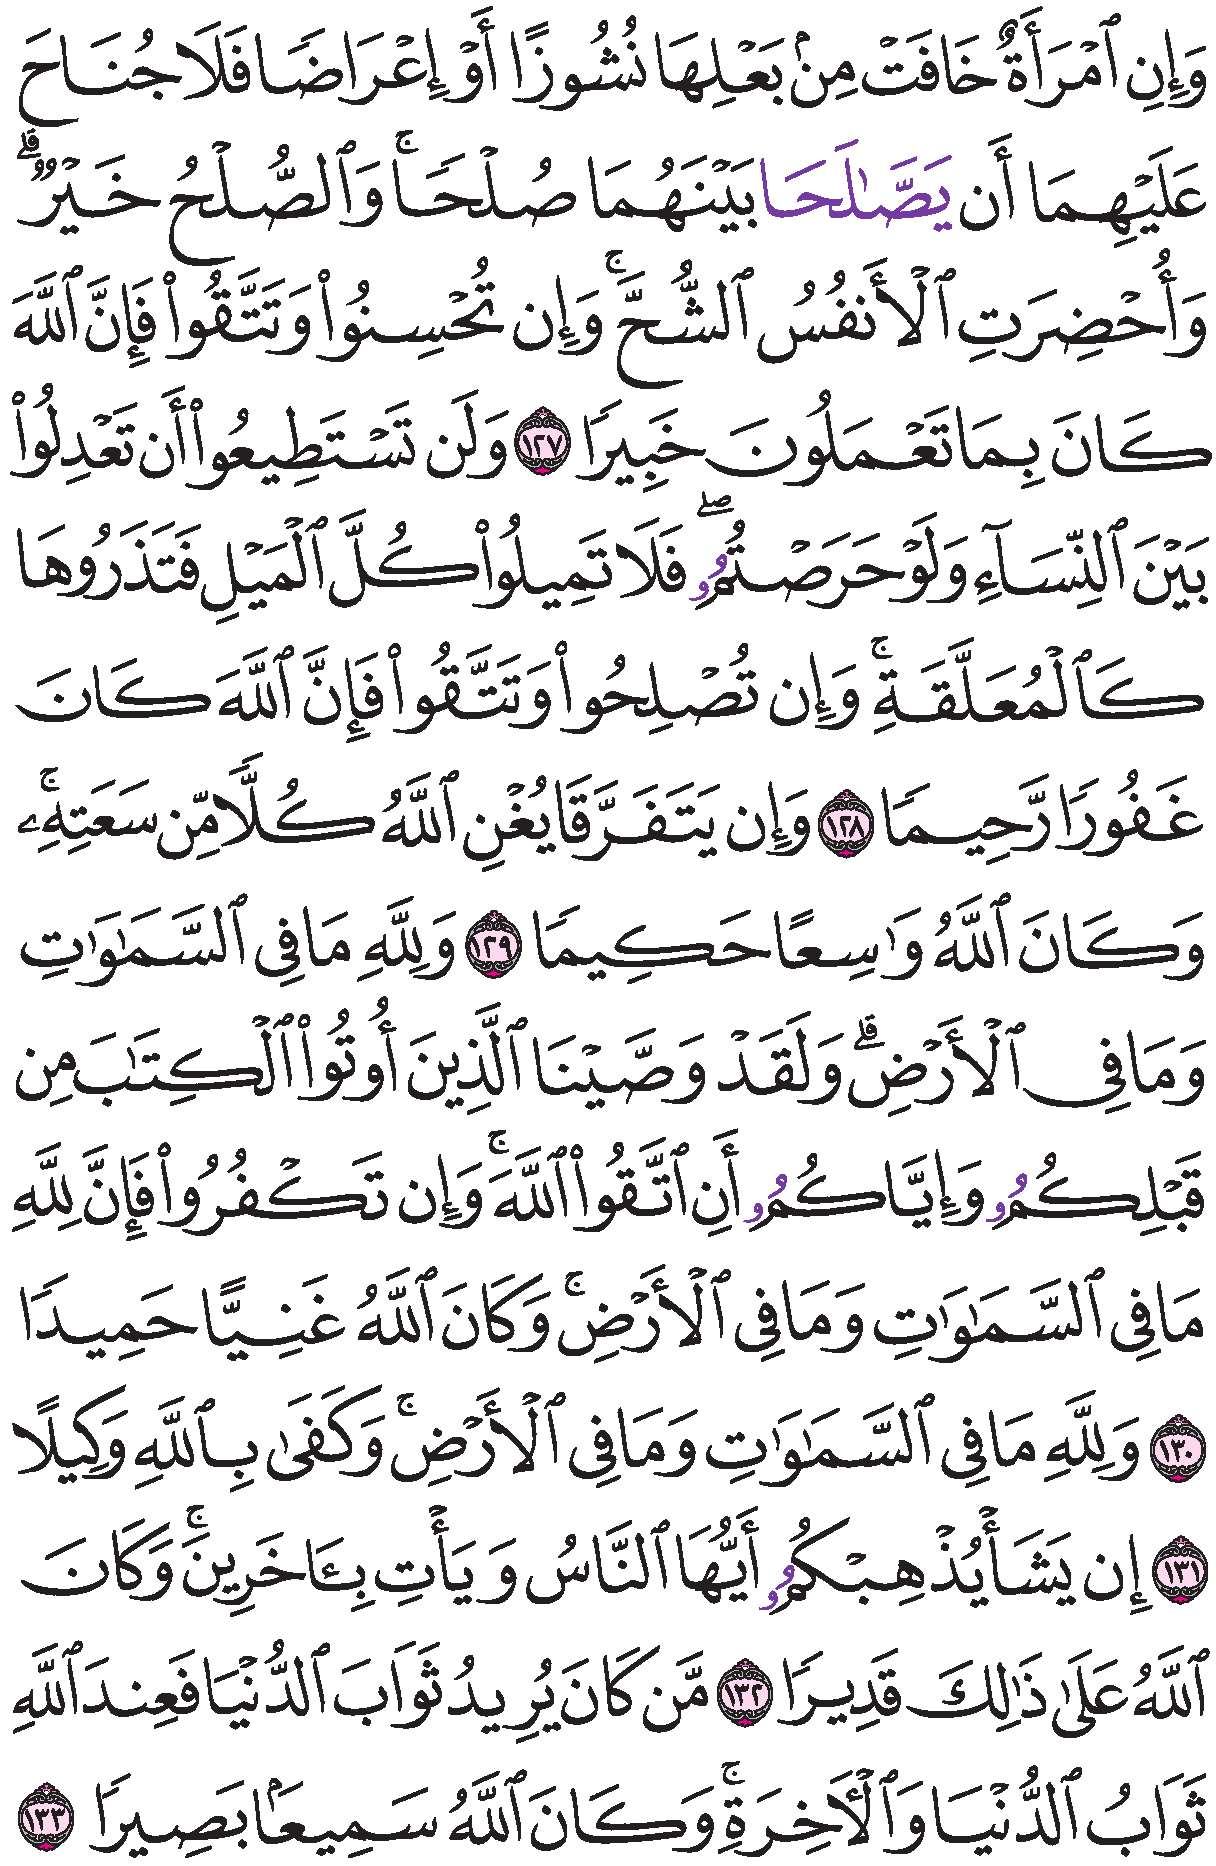 وَإِنِ ٱمۡرَأَةٌ خَافَتۡ مِنۢ بَعۡلِهَا نُشُوزًا أَوۡ إِعۡرَاضٗا فَلَا جُنَاحَ
عَلَيۡهِمَا أَن يَصَّٰلَحَا بَيۡنَهُمَا صُلۡحٗاۚ وَٱلصُّلۡحُ خَيۡرٞۗ
وَأُحۡضِرَتِ ٱلۡأَنفُسُ ٱلشُّحَّۚ وَإِن تُحۡسِنُواْ وَتَتَّقُواْ فَإِنَّ ٱللَّهَ
كَانَ بِمَا تَعۡمَلُونَ خَبِيرٗا ١٢٧ وَلَن تَسۡتَطِيعُواْ أَن تَعۡدِلُواْ
بَيۡنَ ٱلنِّسَآءِ وَلَوۡ حَرَصۡتُمُۥۖ فَلَا تَمِيلُواْ كُلَّ ٱلۡمَيۡلِ فَتَذَرُوهَا
كَٱلۡمُعَلَّقَةِۚ وَإِن تُصۡلِحُواْ وَتَتَّقُواْ فَإِنَّ ٱللَّهَ كَانَ
غَفُورٗا رَّحِيمٗا ١٢٨ وَإِن يَتَفَرَّقَا يُغۡنِ ٱللَّهُ كُلّٗا مِّن سَعَتِهِۦۚ
وَكَانَ ٱللَّهُ وَٰسِعًا حَكِيمٗا ١٢٩ وَلِلَّهِ مَا فِي ٱلسَّمَٰوَٰتِ
وَمَا فِي ٱلۡأَرۡضِۗ وَلَقَدۡ وَصَّيۡنَا ٱلَّذِينَ أُوتُواْ ٱلۡكِتَٰبَ مِن
قَبۡلِكُمُۥ وَإِيَّاكُمُۥ أَنِ ٱتَّقُواْ ٱللَّهَۚ وَإِن تَكۡفُرُواْ فَإِنَّ لِلَّهِ
مَا فِي ٱلسَّمَٰوَٰتِ وَمَا فِي ٱلۡأَرۡضِۚ وَكَانَ ٱللَّهُ غَنِيًّا حَمِيدٗا
١٣٠ وَلِلَّهِ مَا فِي ٱلسَّمَٰوَٰتِ وَمَا فِي ٱلۡأَرۡضِۚ وَكَفَىٰ بِٱللَّهِ وَكِيلًا
١٣١ إِن يَشَأۡ يُذۡهِبۡكُمُۥ أَيُّهَا ٱلنَّاسُ وَيَأۡتِ بِـَٔاخَرِينَۚ وَكَانَ
ٱللَّهُ عَلَىٰ ذَٰلِكَ قَدِيرٗا ١٣٢ مَّن كَانَ يُرِيدُ ثَوَابَ ٱلدُّنۡيَا فَعِندَ ٱللَّهِ
ثَوَابُ ٱلدُّنۡيَا وَٱلۡأٓخِرَةِۚ وَكَانَ ٱللَّهُ سَمِيعَۢا بَصِيرٗا ١٣٣